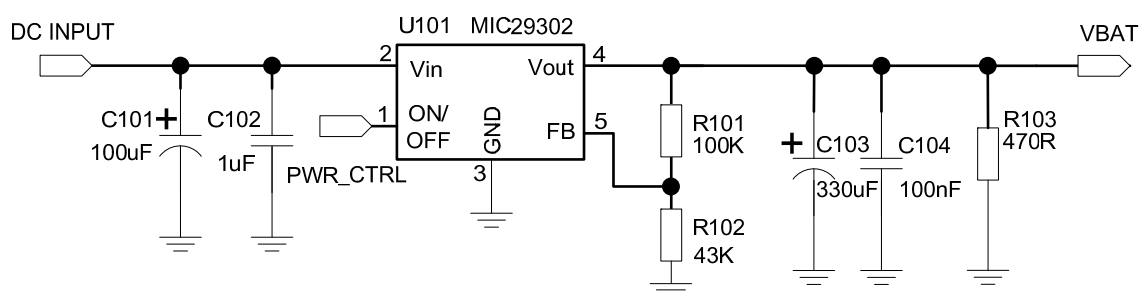 DC INPUT
U101 MIC29302
VBAT
2
Vin
Vout
4
C101
+
100uF
C102
1uF
PWR_CTRL
1
ON/
OFF
GND
3
FB
5
R101
100K
R102
43K
+
C103
330uF
C104
100nF
R103
470R